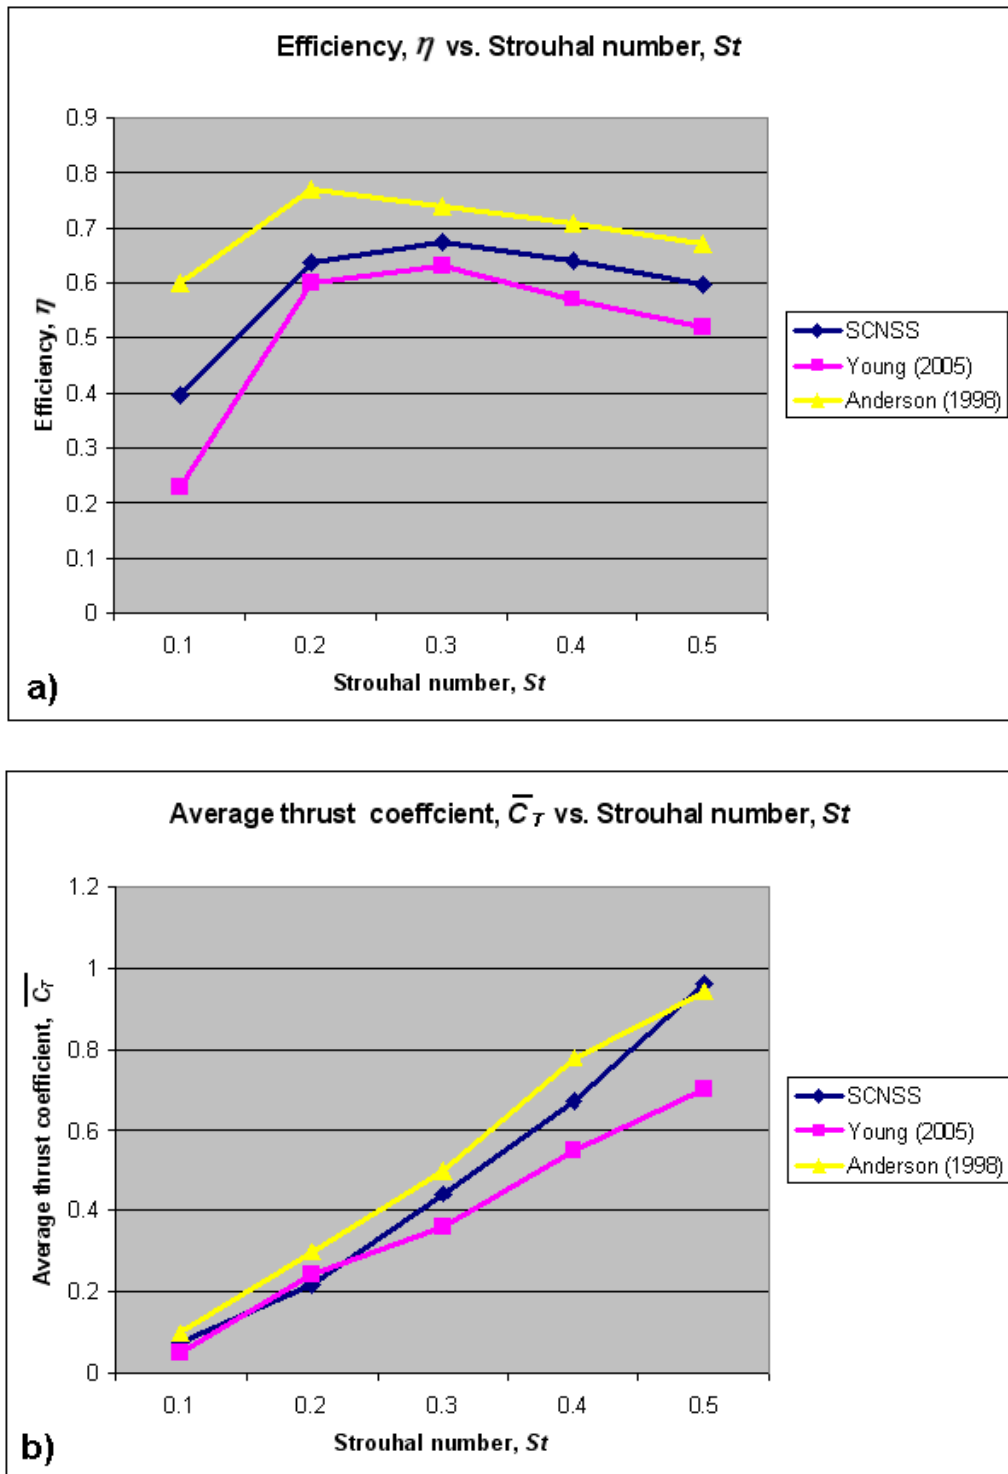 Efficiency, η vs. Strouhal number, St
0.9
0.8
0.7
0.6
0.5
0.4
0.3
0.2
0.1
0
Efficiency, η
0.1 0.2 0.3 0.4 0.5
Strouhal number, St
SCNSS
Young (2005)
Anderson (1998)
a)
Average thrust coeffcient, C̅T vs. Strouhal number, St
1.2
1
0.8
0.6
0.4
0.2
0
Average thrust coefficient, C̅T
0.1 0.2 0.3 0.4 0.5
Strouhal number, St
SCNSS
Young (2005)
Anderson (1998)
b)